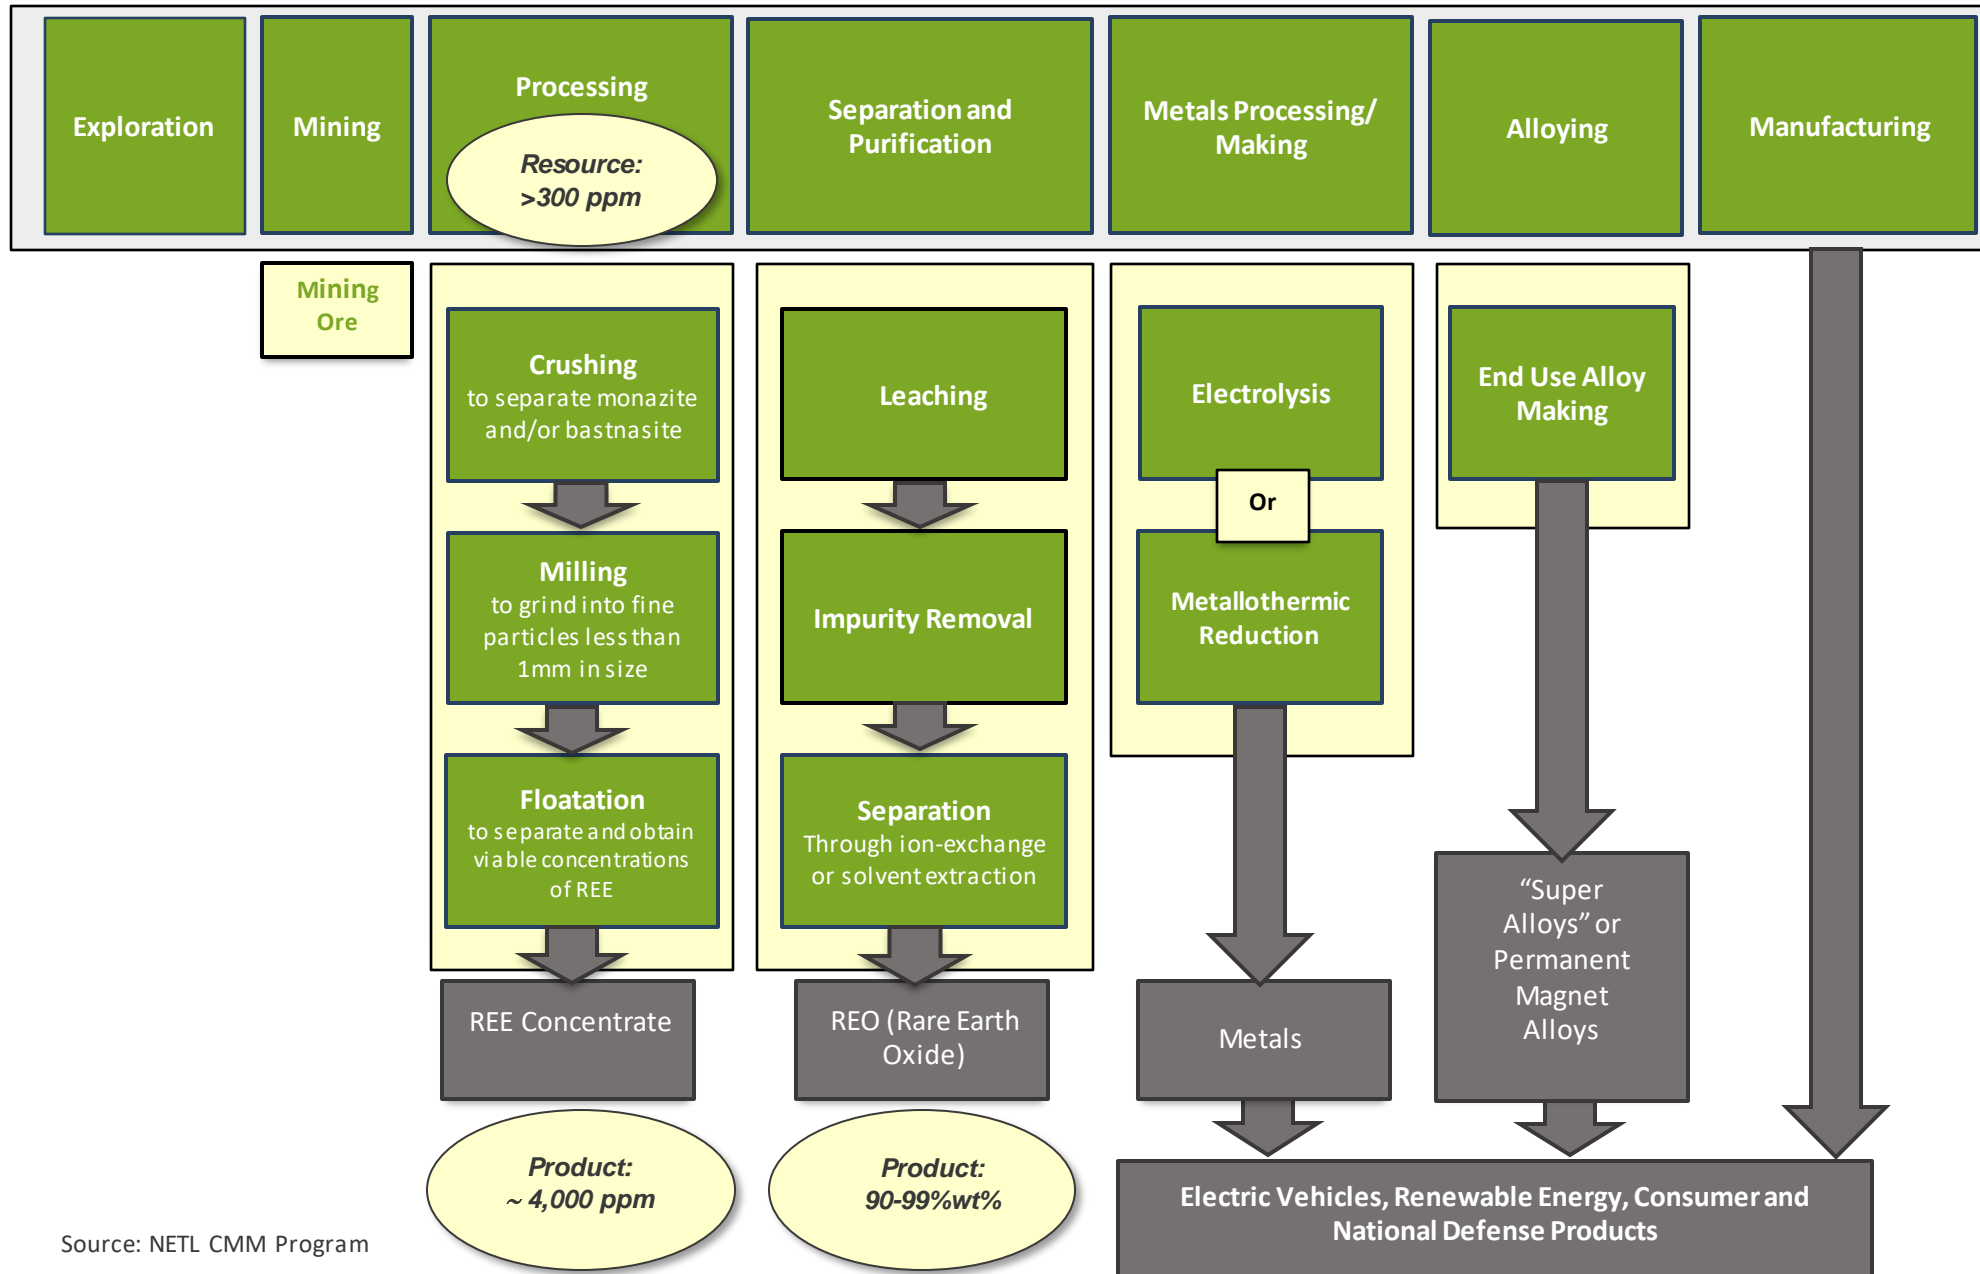 Exploration
Mining
Processing
Resource:
>300 ppm
Separation and
Purification
Metals Processing/
Making
Alloying
Manufacturing
Mining
Ore
Crushing
to separate monazite
and/or bastnasite
Milling
to grind into fine
particles less than
1mm in size
Floatation
to separate and obtain
viable concentrations
of REE
REE Concentrate
Product:
~ 4,000 ppm
Leaching
Impurity Removal
Separation
Through ion-exchange
or solvent extraction
REO (Rare Earth
Oxide)
Product:
90-99%wt%
Electrolysis
Or
Metallothermic
Reduction
Metals
End Use Alloy
Making
“Super
Alloys” or
Permanent
Magnet
Alloys
Electric Vehicles, Renewable Energy, Consumer and
National Defense Products
Source: NETL CMM Program